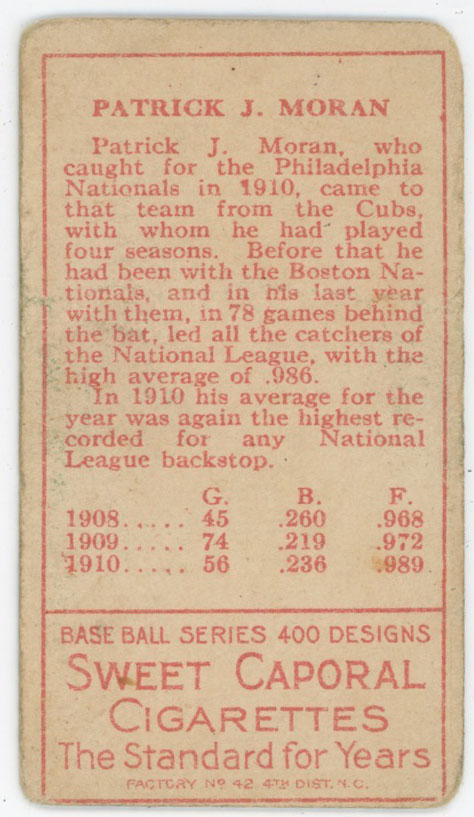 PATRICK J. MORAN
Patrick J. Moran, who
caught for the Philadelphia
Nationals in 1910, came to
that team from the Cubs,
with whom he had played
four seasons. Before that he
had been with the Boston Na-
tionals, and in his last year
with them, in 78 games behind
the bat, led all the catchers of
the National League, with the
high average of .986.
In 1910 his average for the
year was again the highest re-
corded for any National
League backstop.
G. B. F.
1908..... 45 .260 .968
1909..... 74 .219 .972
1910..... 56 .236 .989
BASE BALL SERIES 400 DESIGNS
SWEET CAPORAL
CIGARETTES
The Standard for Years
FACTORY No 42 4TH DIST. N.C.